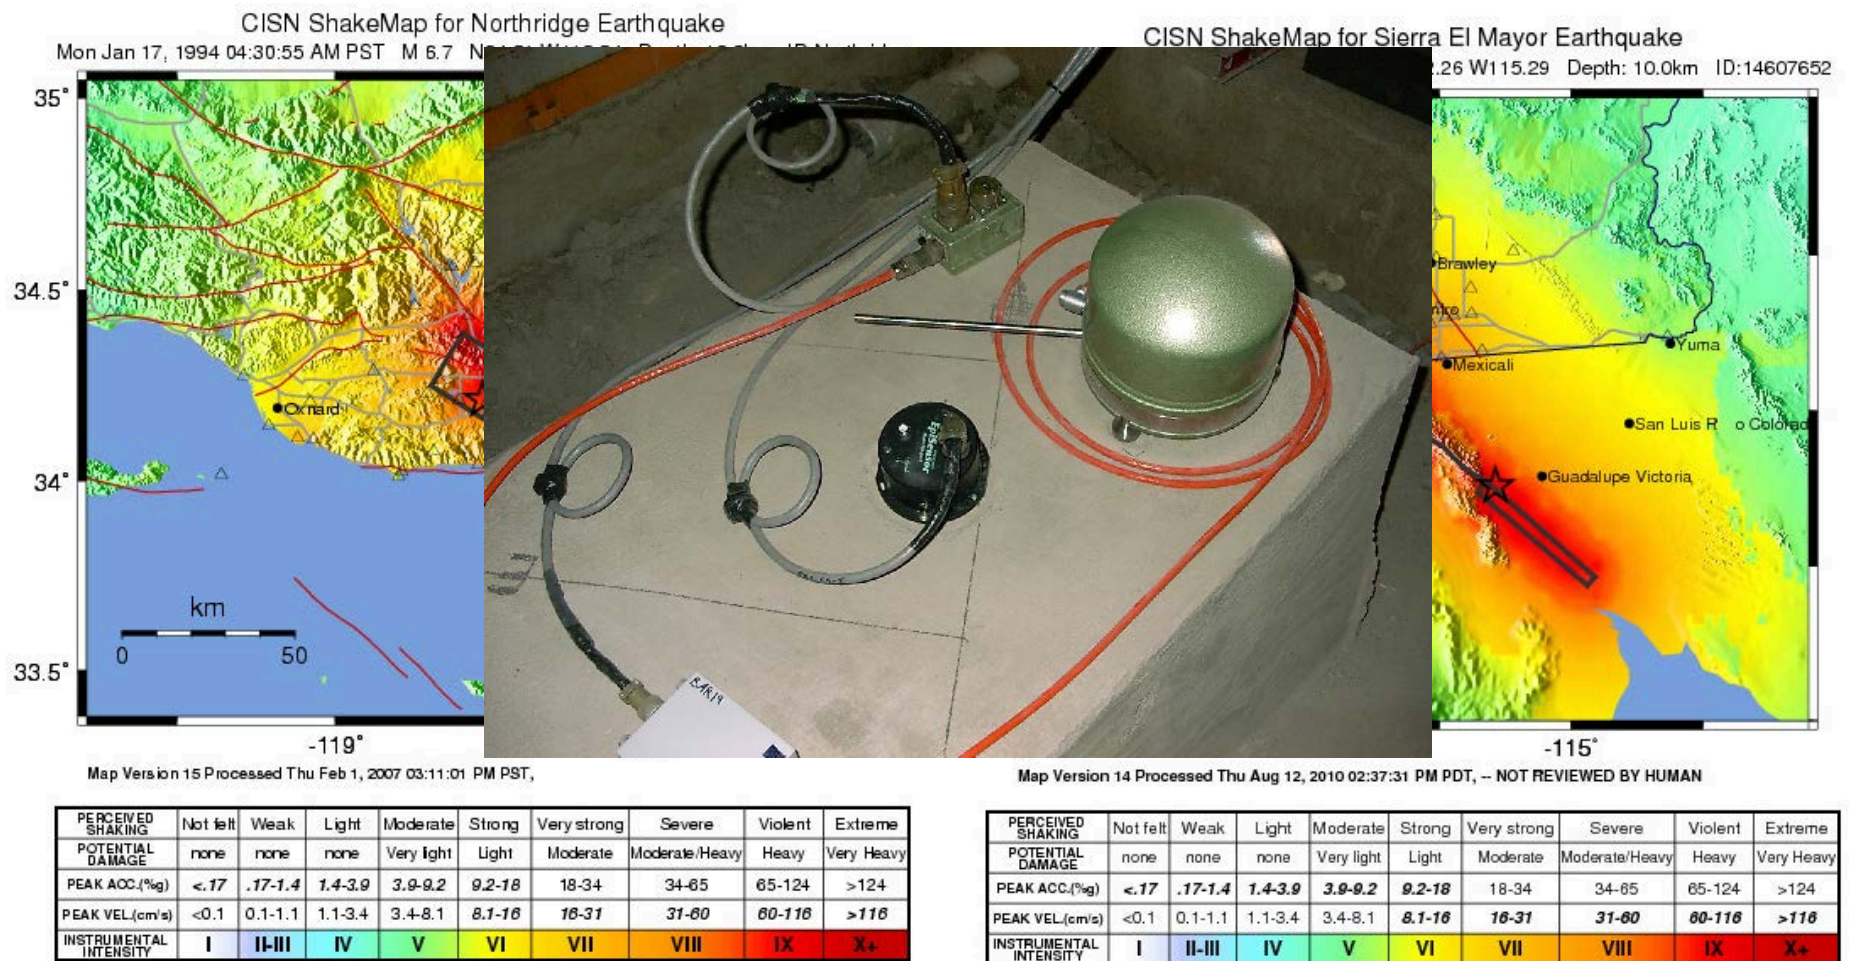 CISN ShakeMap for Northridge Earthquake
Mon Jan 17, 1994 04:30:55 AM PST M 6.7
35°
34.5°
34°
33.5°
Oxnard
km
0 50
-119°
Map Version 15 Processed Thu Feb 1, 2007 03:11:01 PM PST,
PERCEIVED SHAKING Not felt Weak Light Moderate Strong Very strong Severe Violent Extreme
POTENTIAL DAMAGE none none none Very light Light Moderate Moderate/Heavy Heavy Very Heavy
PEAK ACC.(%g) <.17 .17-1.4 1.4-3.9 3.9-9.2 9.2-18 18-34 34-65 65-124 >124
PEAK VEL.(cm/s) <0.1 0.1-1.1 1.1-3.4 3.4-8.1 8.1-16 16-31 31-60 60-116 >116
INSTRUMENTAL INTENSITY I II-III IV V VI VII VIII IX X+
EpiSensor
BAR19
CISN ShakeMap for Sierra El Mayor Earthquake
.26 W115.29 Depth: 10.0km ID:14607652
Brawley
Yuma
Mexicali
San Luis R o Colorad
Guadalupe Victoria
-115°
Map Version 14 Processed Thu Aug 12, 2010 02:37:31 PM PDT, -- NOT REVIEWED BY HUMAN
PERCEIVED SHAKING Not felt Weak Light Moderate Strong Very strong Severe Violent Extreme
POTENTIAL DAMAGE none none none Very light Light Moderate Moderate/Heavy Heavy Very Heavy
PEAK ACC.(%g) <.17 .17-1.4 1.4-3.9 3.9-9.2 9.2-18 18-34 34-65 65-124 >124
PEAK VEL.(cm/s) <0.1 0.1-1.1 1.1-3.4 3.4-8.1 8.1-16 16-31 31-60 60-116 >116
INSTRUMENTAL INTENSITY I II-III IV V VI VII VIII IX X+